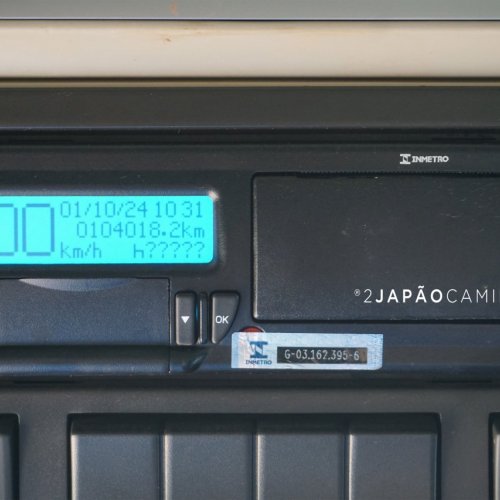 INMETRO
00
01/10/24 10 31
0104018.2km
km/h h?????
®2JAPÃOCAMI
▼ OK
INMETRO
G-03.162.395-6